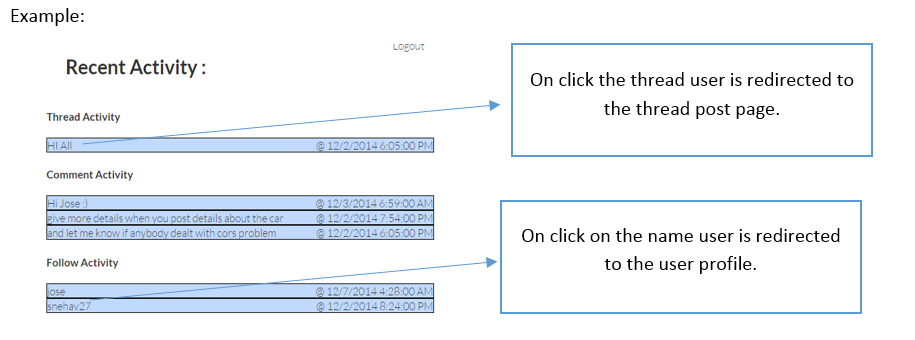 Example:
Logout
Recent Activity :
On click the thread user is redirected to
the thread post page.
Thread Activity
HI All @ 12/2/2014 6:05:00 PM
Comment Activity
Hi Jose :) @ 12/3/2014 6:59:00 AM
give more details when you post details about the car @ 12/2/2014 7:54:00 PM
and let me know if anybody dealt with cors problem @ 12/2/2014 6:05:00 PM
On click on the name user is redirected
to the user profile.
Follow Activity
jose @ 12/7/2014 4:28:00 AM
snehav27 @ 12/2/2014 8:24:00 PM